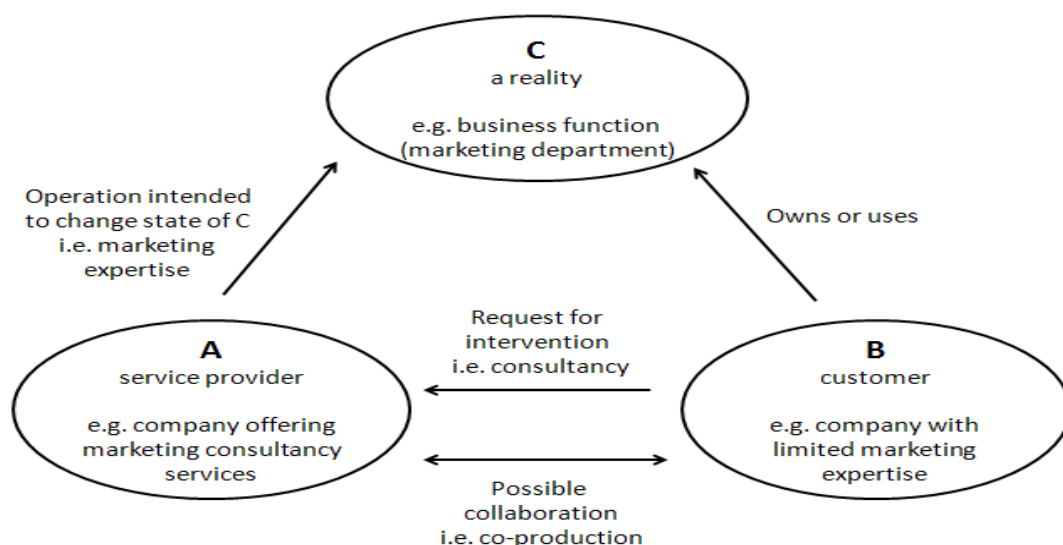 C
a reality
e.g. business function
(marketing department)
Operation intended
to change state of C
i.e. marketing
expertise
Owns or uses
Request for
intervention
i.e. consultancy
A
service provider
e.g. company offering
marketing consultancy
services
B
customer
e.g. company with
limited marketing
expertise
Possible
collaboration
i.e. co-production